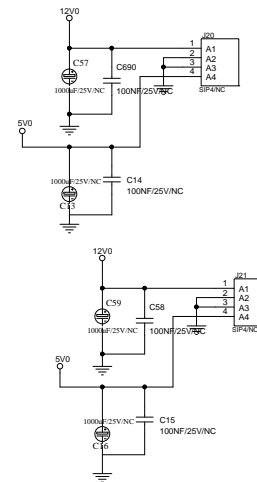 12V0
J20
C57
C690
1 A1
2 A2
3 A3
4 A4
1000uF/25V/NC
100NF/25V/NC
SIP4/NC
5V0
1000uF/25V/NC
C14
C13
100NF/25V/NC
12V0
J21
1 A1
2 A2
3 A3
4 A4
C59
C58
1000uF/25V/NC
100NF/25V/NC
SIP4/NC
5V0
1000uF/25V/NC
C15
100NF/25V/NC
C16